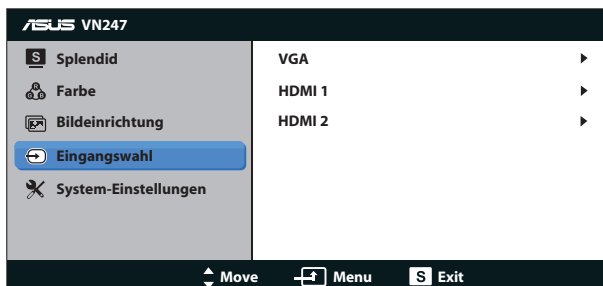 ASUS VN247
S Splendid
Farbe
Bildeinrichtung
Eingangswahl
System-Einstellungen
VGA
HDMI 1
HDMI 2
Move Menu S Exit